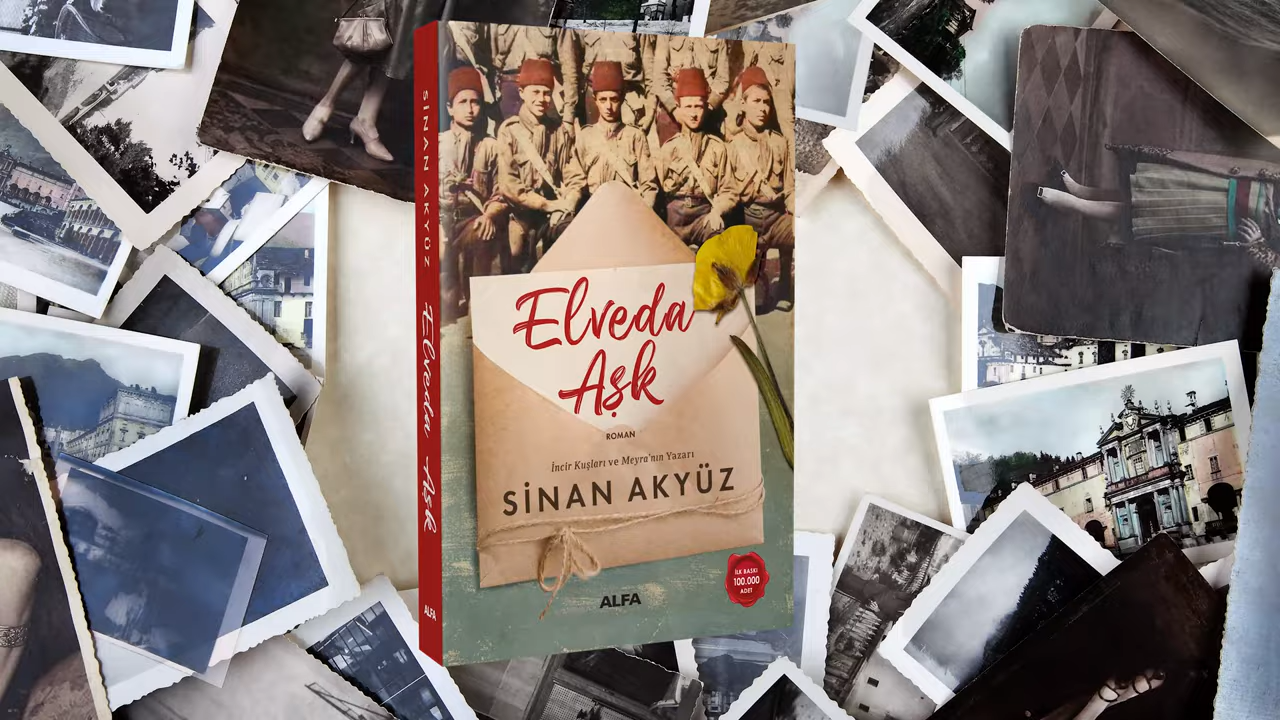 SİNAN AKYÜZ Elveda Aşk ALFA
Elveda
Aşk
ROMAN
İncir Kuşları ve Meyra'nın Yazarı
SİNAN AKYÜZ
İLK BASKI
100.000
ADET
ALFA